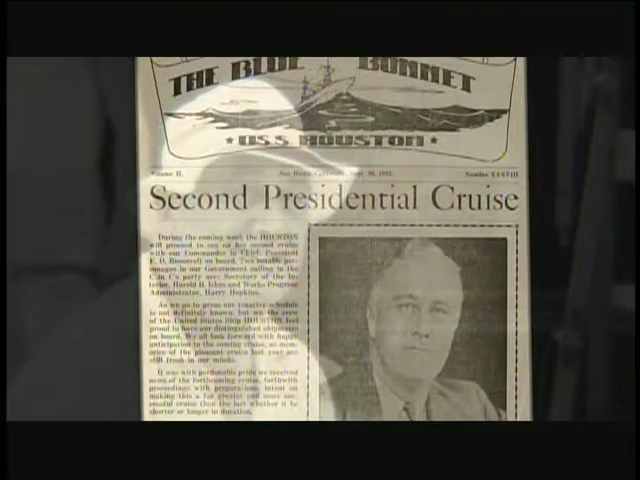 THE BLUE BONNET
★ U.S.S. HOUSTON ★
Volume II. San Diego, California, Sept. 28, 1935. Number XXXVIII
Second Presidential Cruise
During the coming week the HOUSTON
will proceed to sea on her second cruise
with our Commander in Chief, President
F. D. Roosevelt on board. Two notable per-
sonages in our Government sailing in the
C. in C's party are: Secretary of the In-
terior, Harold B. Ickes and Works Progress
Administrator, Harry Hopkins.
As we go to press our tentative schedule
is not definitely known, but we the crew
of the United States Ship HOUSTON feel
proud to have our distinguished shipmates
on board. We all look forward with happy
anticipation to the coming cruise, as mem-
ories of the pleasant cruise last year are
still fresh in our minds.
It was with pardonable pride we received
news of the forthcoming cruise, forthwith
proceedings with preparations, intent on
making this a far greater and more suc-
cessful cruise than the last whether it be
shorter or longer in duration.